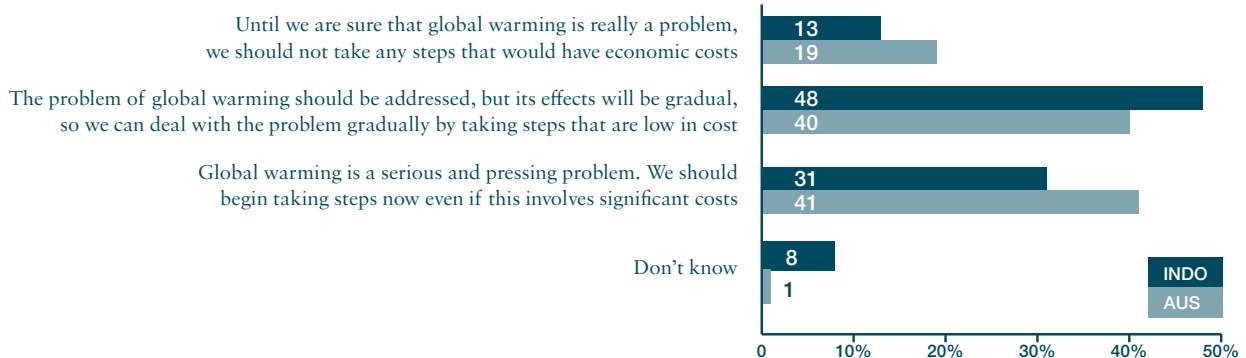 Until we are sure that global warming is really a problem,
we should not take any steps that would have economic costs
13
19
The problem of global warming should be addressed, but its effects will be gradual,
so we can deal with the problem gradually by taking steps that are low in cost
48
40
Global warming is a serious and pressing problem. We should
begin taking steps now even if this involves significant costs
31
41
Don't know
8
1
INDO
AUS
0 10% 20% 30% 40% 50%